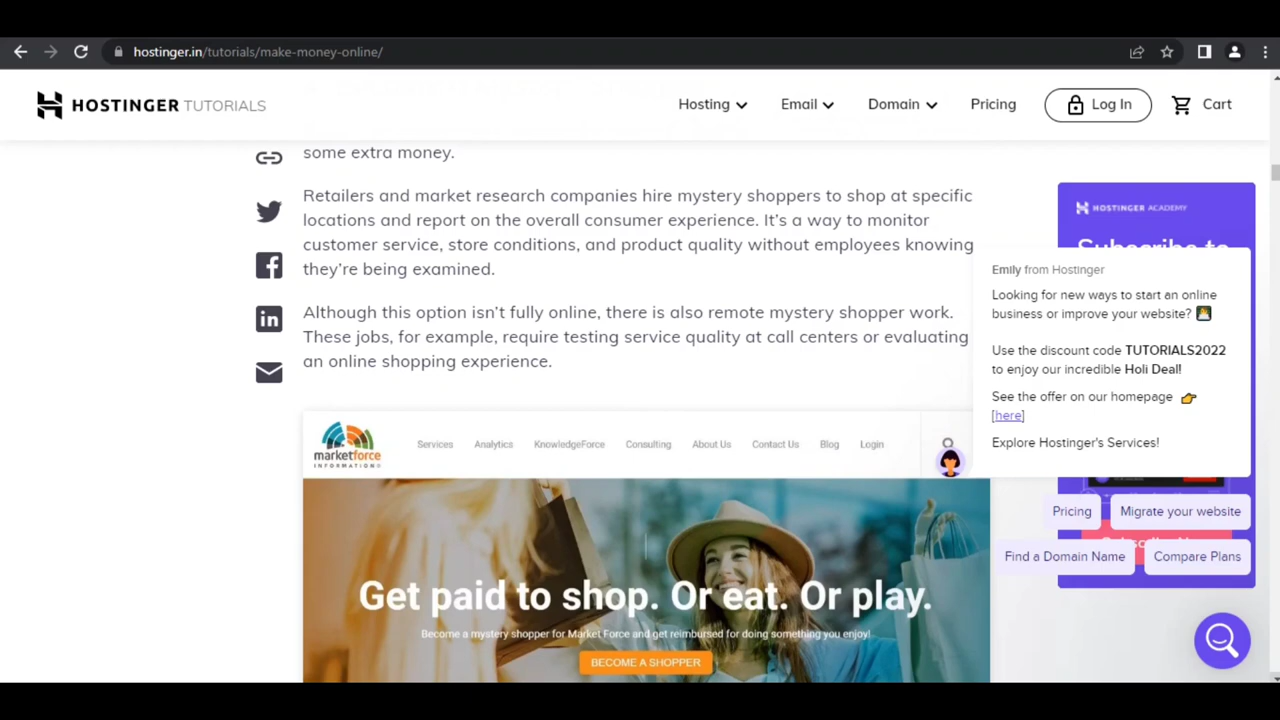 hostinger.in/tutorials/make-money-online/
HOSTINGER TUTORIALS
Hosting
Email
Domain
Pricing
Log In
Cart
some extra money.
Retailers and market research companies hire mystery shoppers to shop at specific
locations and report on the overall consumer experience. It's a way to monitor
customer service, store conditions, and product quality without employees knowing
they're being examined.
Although this option isn't fully online, there is also remote mystery shopper work.
These jobs, for example, require testing service quality at call centers or evaluating
an online shopping experience.
marketforce
INFORMATION®
Services
Analytics
KnowledgeForce
Consulting
About Us
Contact Us
Blog
Login
Get paid to shop. Or eat. Or play.
Become a mystery shopper for Market Force and get reimbursed for doing something you enjoy!
BECOME A SHOPPER
HOSTINGER ACADEMY
Subscribe to
Emily from Hostinger
Looking for new ways to start an online
business or improve your website?
Use the discount code TUTORIALS2022
to enjoy our incredible Holi Deal!
See the offer on our homepage
[here]
Explore Hostinger's Services!
Pricing
Migrate your website
Find a Domain Name
Compare Plans